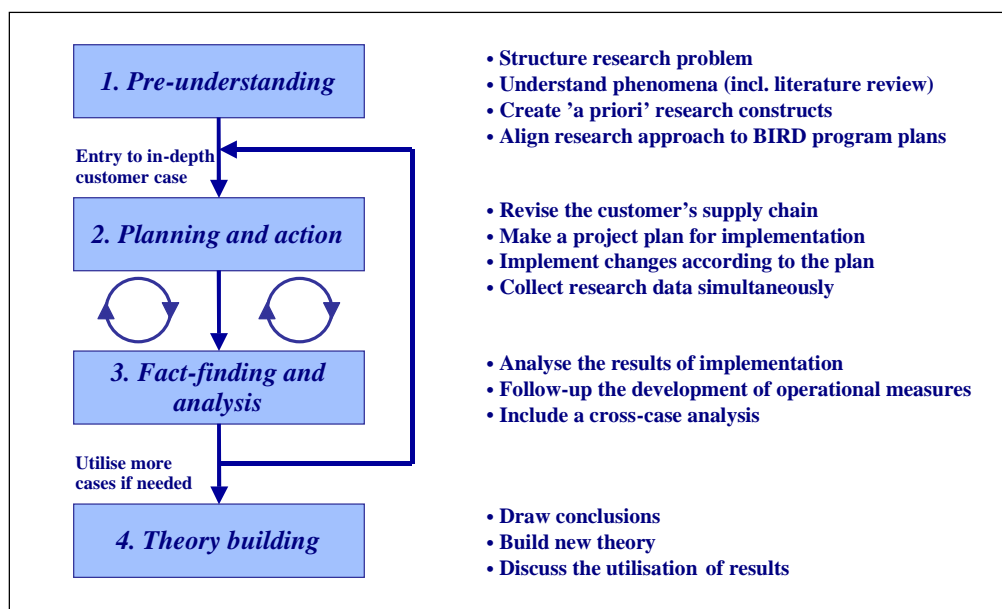 1. Pre-understanding
• Structure research problem
• Understand phenomena (incl. literature review)
• Create ’a priori’ research constructs
• Align research approach to BIRD program plans
Entry to in-depth
customer case
2. Planning and action
• Revise the customer’s supply chain
• Make a project plan for implementation
• Implement changes according to the plan
• Collect research data simultaneously
3. Fact-finding and
analysis
• Analyse the results of implementation
• Follow-up the development of operational measures
• Include a cross-case analysis
Utilise more
cases if needed
4. Theory building
• Draw conclusions
• Build new theory
• Discuss the utilisation of results